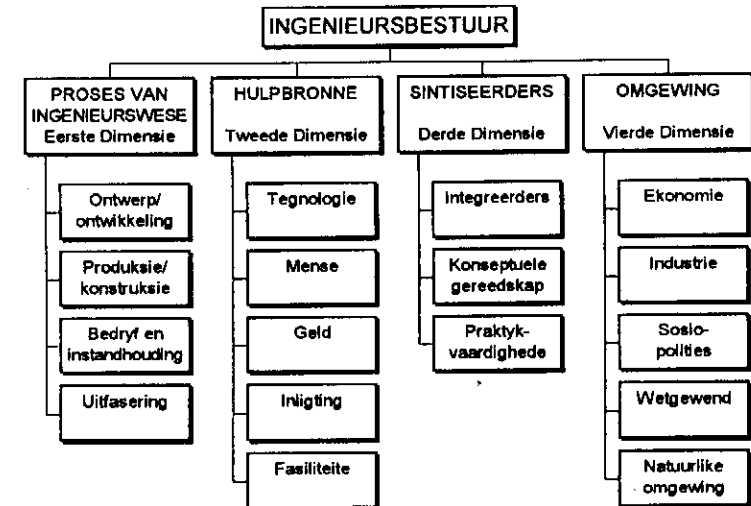 INGENIEURSBESTUUR
PROSES VAN
INGENIEURSWESE
Eerste Dimensie
Ontwerp/
ontwikkeling
Produksie/
konstruksie
Bedryf en
instandhouding
Uitfasering
HULPBRONNE
Tweede Dimensie
Tegnologie
Mense
Geld
Inligting
Fasiliteite
SINTISEERDERS
Derde Dimensie
Integreerders
Konseptuele
gereedskap
Praktyk-
vaardighede
OMGEWING
Vierde Dimensie
Ekonomie
Industrie
Sosio-
polities
Wetgewend
Natuurlike
omgewing